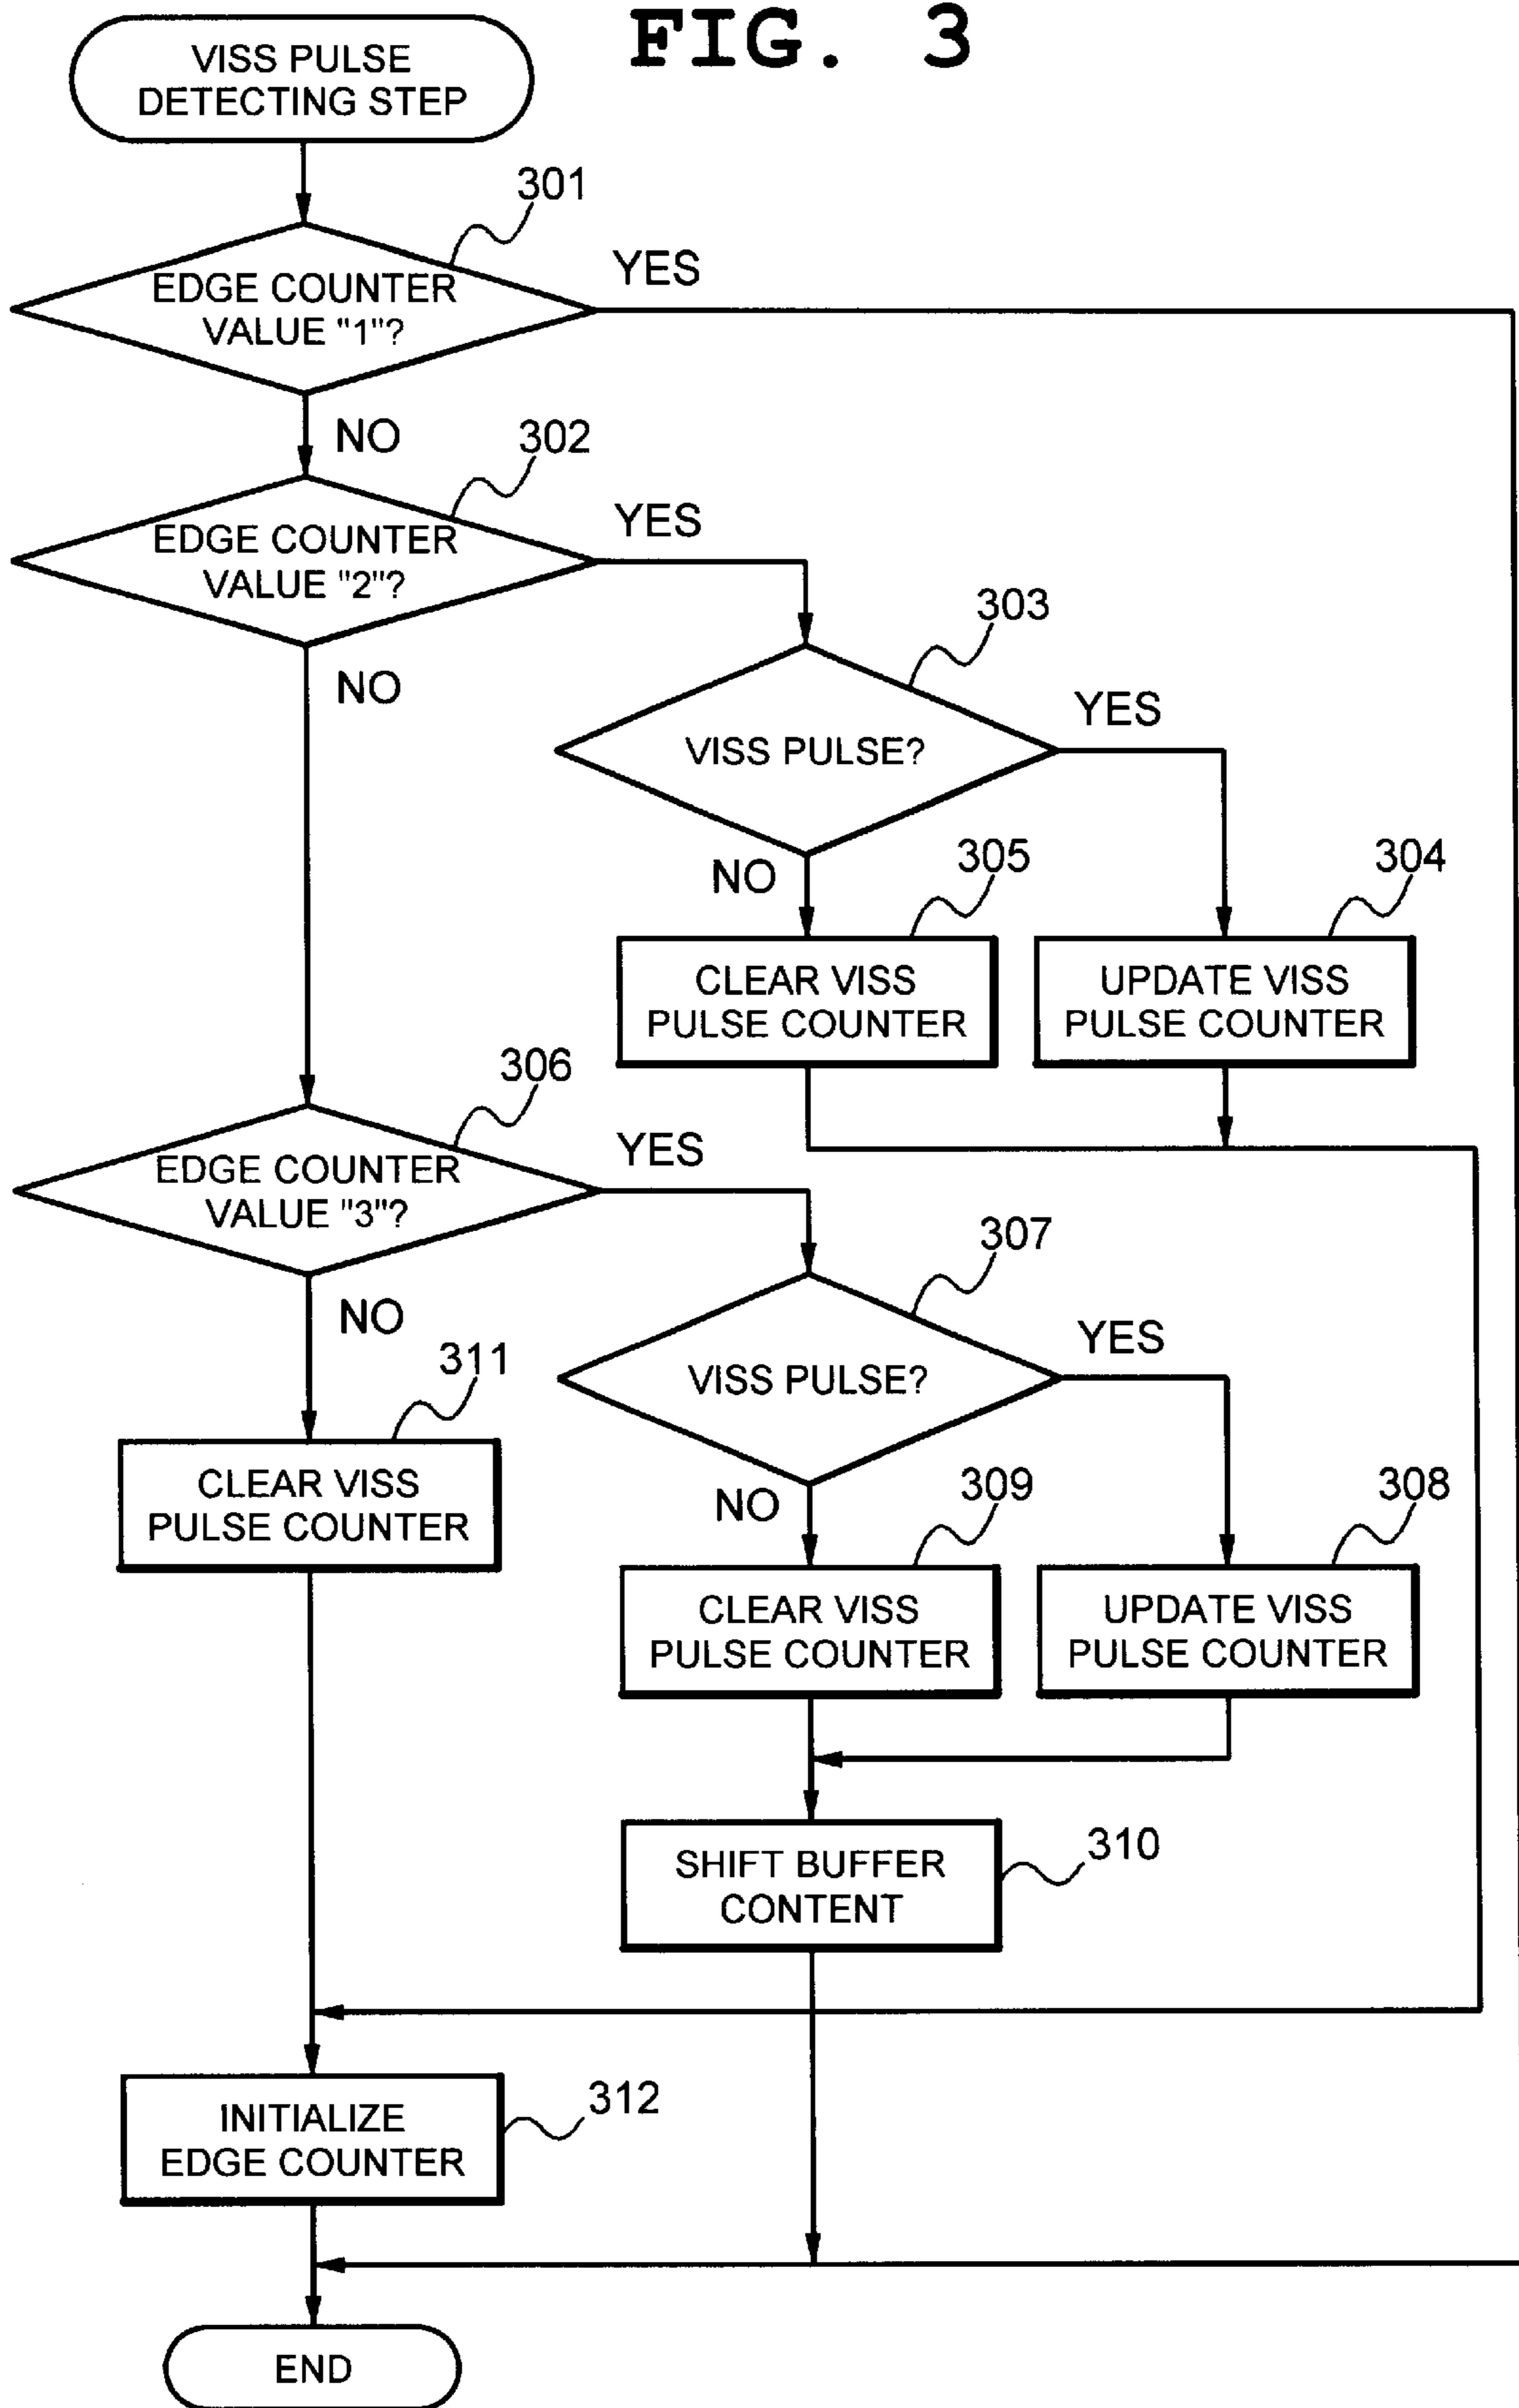 FIG. 3
VISS PULSE
DETECTING STEP
301
EDGE COUNTER
VALUE "1"?
YES
NO
302
EDGE COUNTER
VALUE "2"?
YES
NO
303
VISS PULSE?
YES
NO
305
CLEAR VISS
PULSE COUNTER
304
UPDATE VISS
PULSE COUNTER
306
EDGE COUNTER
VALUE "3"?
YES
NO
307
VISS PULSE?
YES
NO
311
CLEAR VISS
PULSE COUNTER
309
CLEAR VISS
PULSE COUNTER
308
UPDATE VISS
PULSE COUNTER
310
SHIFT BUFFER
CONTENT
312
INITIALIZE
EDGE COUNTER
END